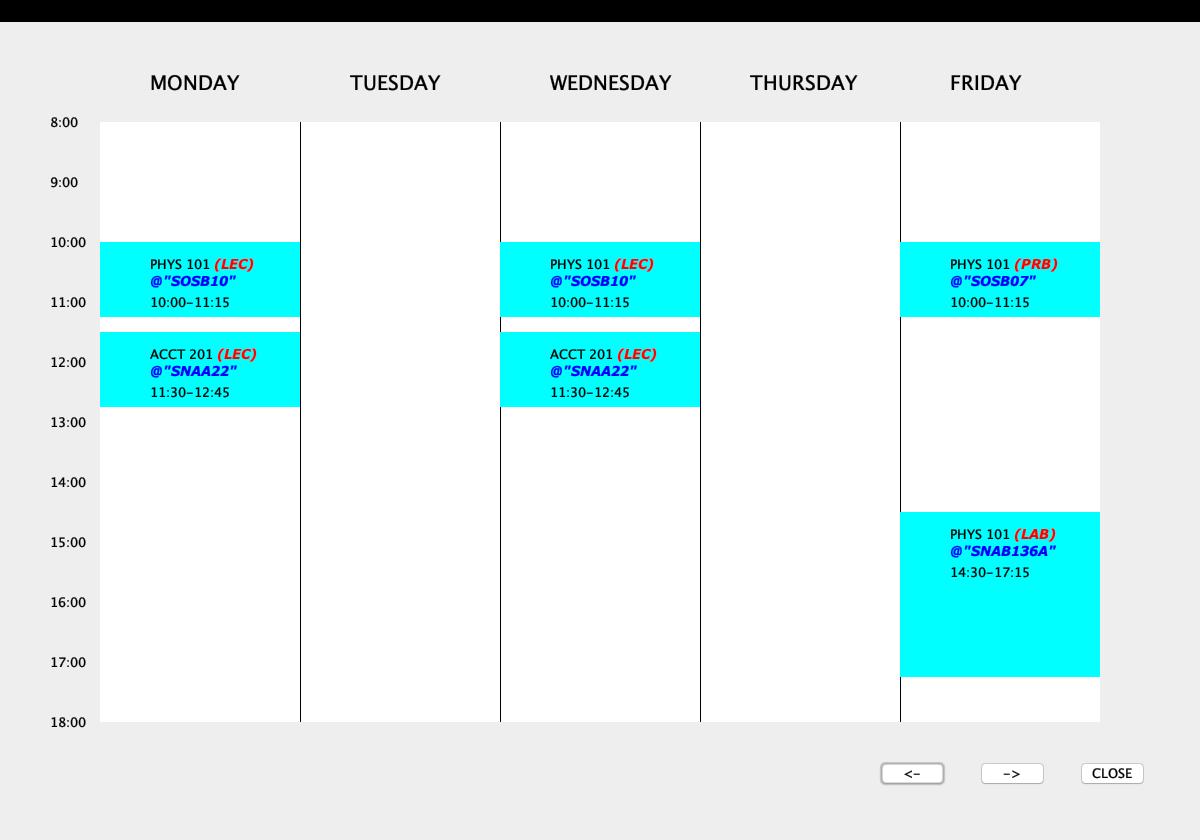 MONDAY TUESDAY WEDNESDAY THURSDAY FRIDAY
8:00
9:00
10:00
PHYS 101 (LEC) PHYS 101 (LEC) PHYS 101 (PRB)
@"SOSB10" @"SOSB10" @"SOSB07"
11:00 10:00-11:15 10:00-11:15 10:00-11:15
ACCT 201 (LEC) ACCT 201 (LEC)
12:00 @"SNAA22" @"SNAA22"
11:30-12:45 11:30-12:45
13:00
14:00
PHYS 101 (LAB)
15:00 @"SNAB136A"
14:30-17:15
16:00
17:00
18:00
<- -> CLOSE